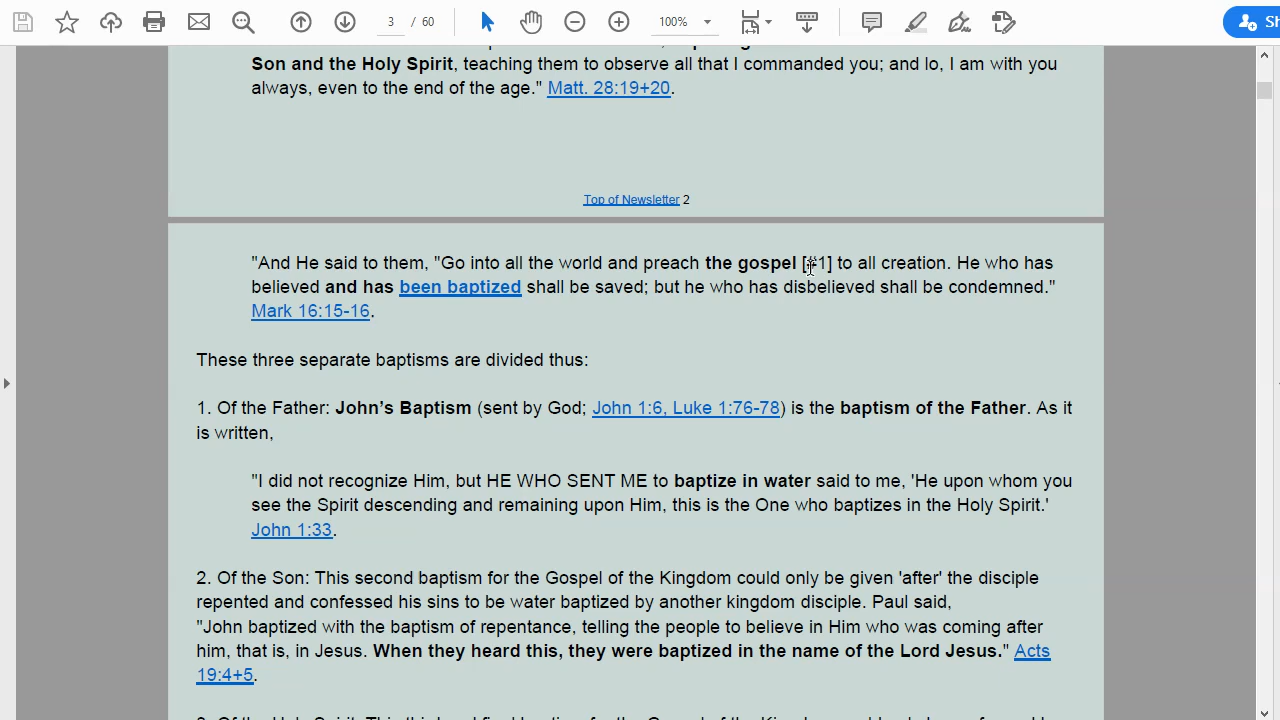 3 / 60
100%
Sh
Son and the Holy Spirit, teaching them to observe all that I commanded you; and lo, I am with you
always, even to the end of the age." Matt. 28:19+20.
Top of Newsletter 2
"And He said to them, "Go into all the world and preach the gospel [#1] to all creation. He who has
believed and has been baptized shall be saved; but he who has disbelieved shall be condemned."
Mark 16:15-16.
These three separate baptisms are divided thus:
1. Of the Father: John’s Baptism (sent by God; John 1:6, Luke 1:76-78) is the baptism of the Father. As it
is written,
"I did not recognize Him, but HE WHO SENT ME to baptize in water said to me, 'He upon whom you
see the Spirit descending and remaining upon Him, this is the One who baptizes in the Holy Spirit.'
John 1:33.
2. Of the Son: This second baptism for the Gospel of the Kingdom could only be given 'after' the disciple
repented and confessed his sins to be water baptized by another kingdom disciple. Paul said,
"John baptized with the baptism of repentance, telling the people to believe in Him who was coming after
him, that is, in Jesus. When they heard this, they were baptized in the name of the Lord Jesus." Acts
19:4+5.